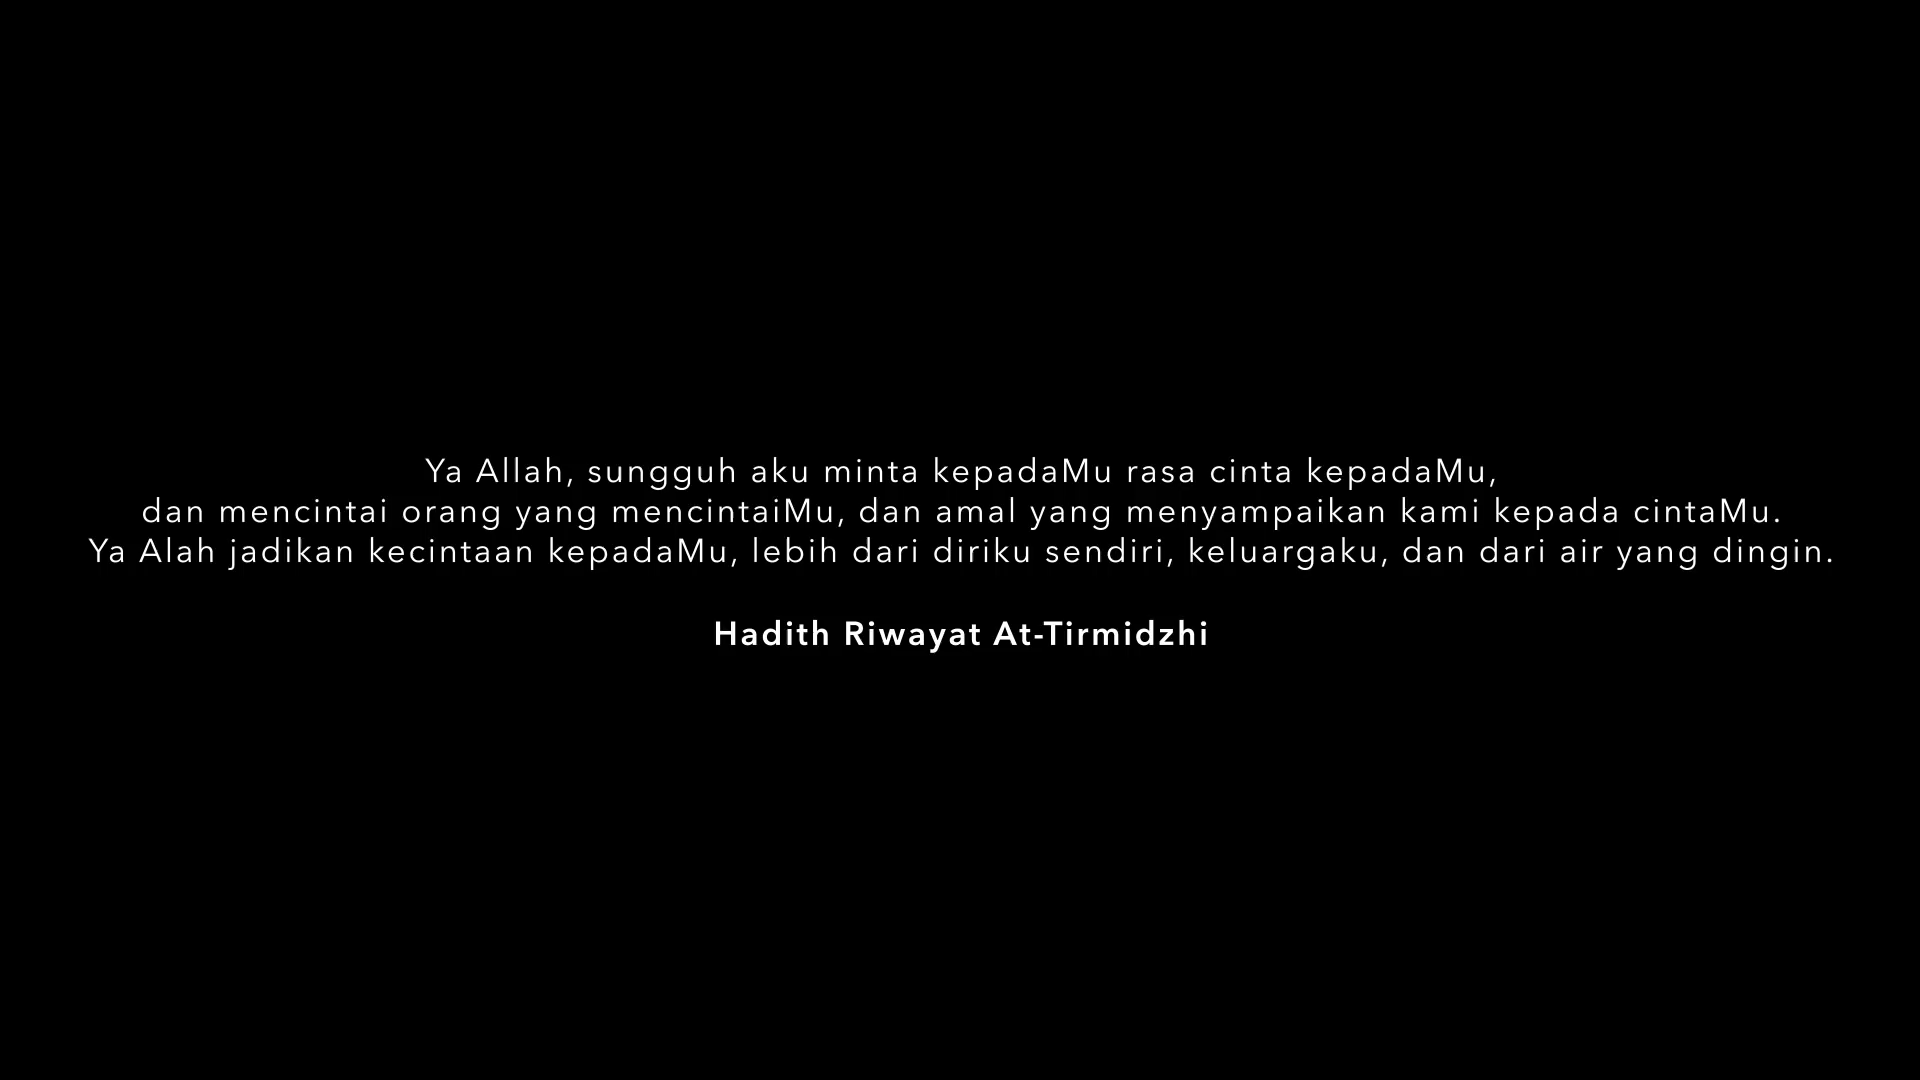 Ya Allah, sungguh aku minta kepadaMu rasa cinta kepadaMu,
dan mencintai orang yang mencintaiMu, dan amal yang menyampaikan kami kepada cintaMu.
Ya Alah jadikan kecintaan kepadaMu, lebih dari diriku sendiri, keluargaku, dan dari air yang dingin.
Hadith Riwayat At-Tirmidzhi